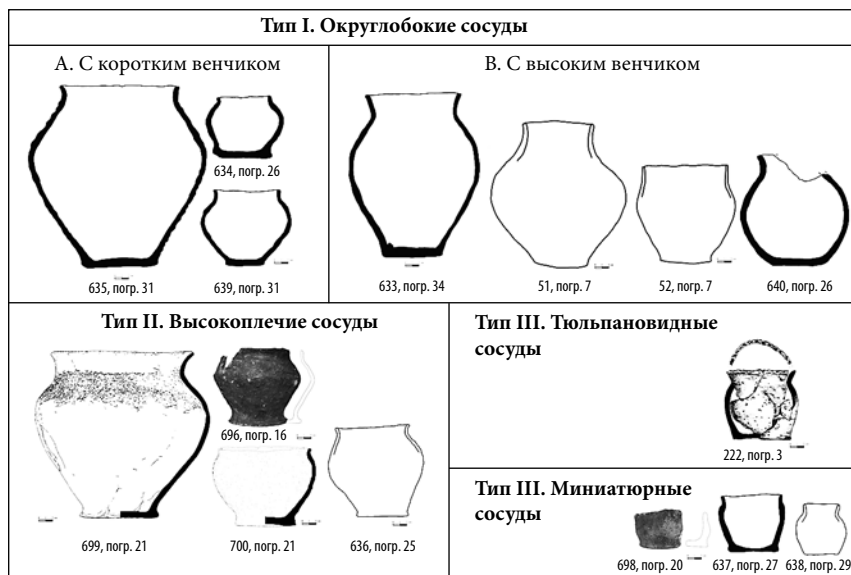 Тип I. Округлобокие сосуды
А. С коротким венчиком
634, погр. 26
635, погр. 31
639, погр. 31
В. С высоким венчиком
633, погр. 34
51, погр. 7
52, погр. 7
640, погр. 26
Тип II. Высокоплечие сосуды
696, погр. 16
699, погр. 21
700, погр. 21
636, погр. 25
Тип III. Тюльпановидные
сосуды
222, погр. 3
Тип III. Миниатюрные
сосуды
698, погр. 20
637, погр. 27
638, погр. 29